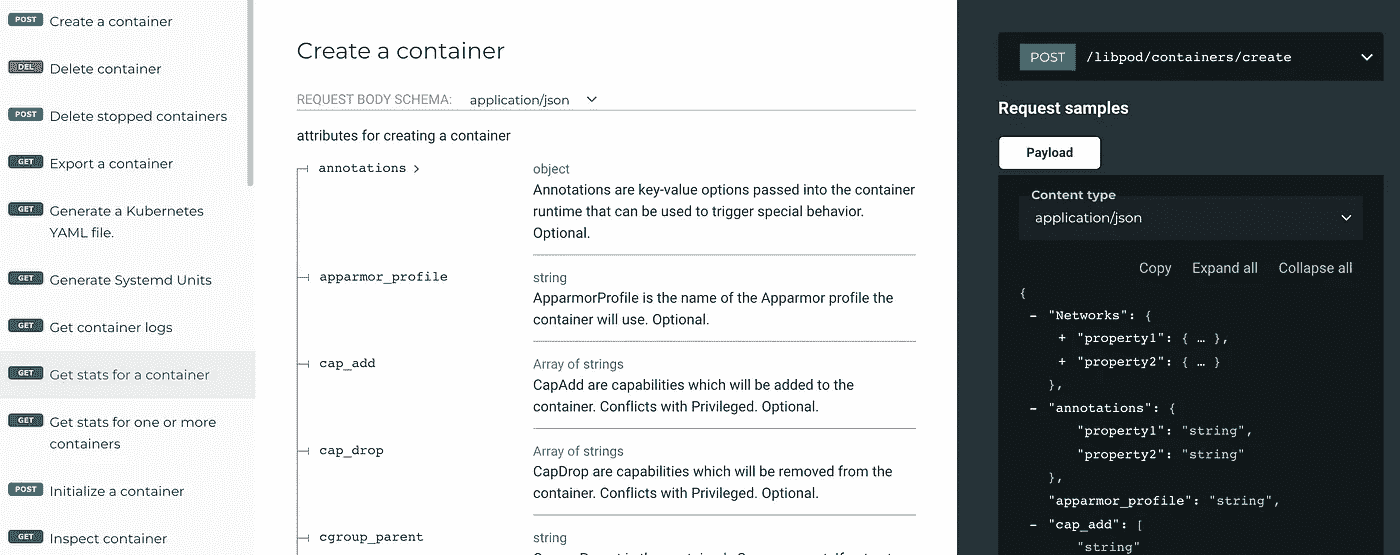 POST Create a container
DEL Delete container
POST Delete stopped containers
GET Export a container
GET Generate a Kubernetes
YAML file.
GET Generate Systemd Units
GET Get container logs
GET Get stats for a container
GET Get stats for one or more
containers
POST Initialize a container
GET Inspect container
Create a container
REQUEST BODY SCHEMA: application/json
attributes for creating a container
annotations >
object
Annotations are key-value options passed into the container
runtime that can be used to trigger special behavior.
Optional.
apparmor_profile
string
ApparmorProfile is the name of the Apparmor profile the
container will use. Optional.
cap_add
Array of strings
CapAdd are capabilities which will be added to the
container. Conflicts with Privileged. Optional.
cap_drop
Array of strings
CapDrop are capabilities which will be removed from the
container. Conflicts with Privileged. Optional.
cgroup_parent
string
POST /libpod/containers/create
Request samples
Payload
Content type
application/json
Copy Expand all Collapse all
{
- "Networks": {
+ "property1": { … },
+ "property2": { … }
},
- "annotations": {
"property1": "string",
"property2": "string"
},
"apparmor_profile": "string",
- "cap_add": [
"string"